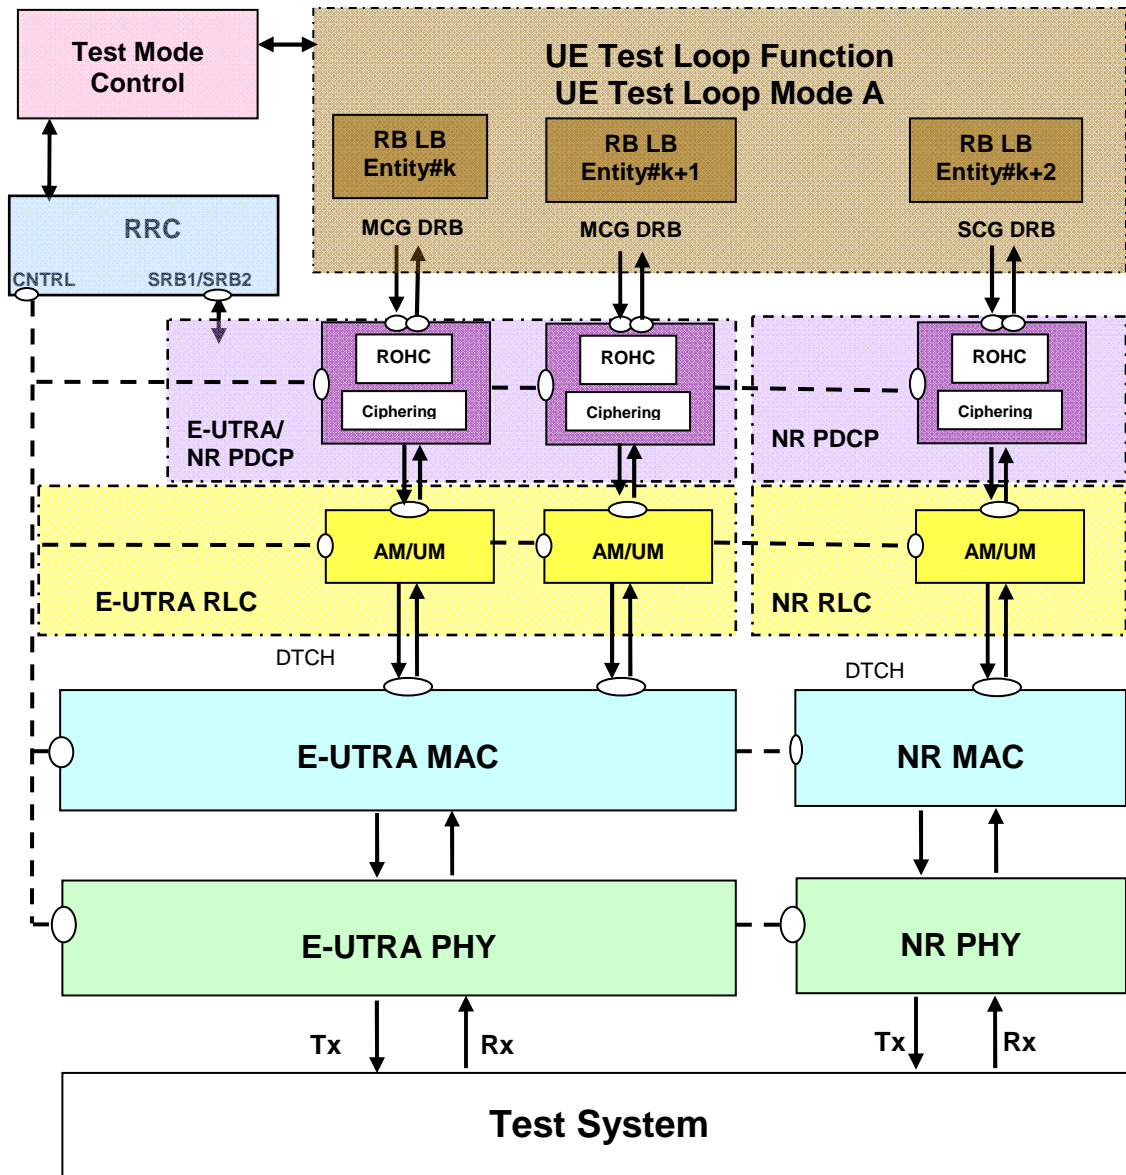 Test Mode
Control
UE Test Loop Function
UE Test Loop Mode A
RB LB
Entity#k
RB LB
Entity#k+1
RB LB
Entity#k+2
RRC
MCG DRB
MCG DRB
SCG DRB
CNTRL
SRB1/SRB2
ROHC
ROHC
ROHC
Ciphering
Ciphering
Ciphering
E-UTRA/
NR PDCP
NR PDCP
AM/UM
AM/UM
AM/UM
E-UTRA RLC
NR RLC
DTCH
DTCH
E-UTRA MAC
NR MAC
E-UTRA PHY
NR PHY
Tx
Rx
Tx
Rx
Test System